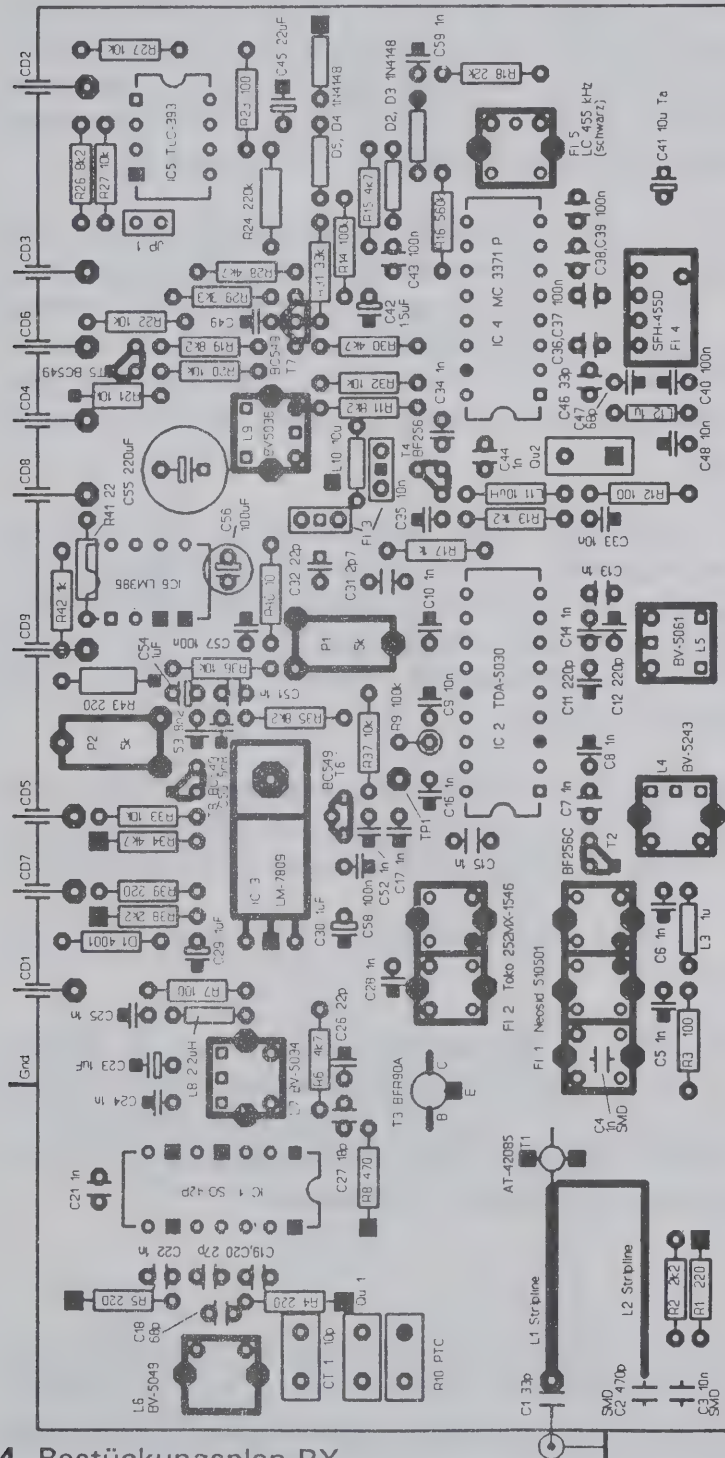 CD2
CD3
CD6
CD4
CD8
CD9
CD5
CD7
CD1
Gnd
R27 10k
R26 8k2
R27 10k
IC5 TLC-393
JP 1
R23 100
C45 22uF
R24 220k
D5, D4 1N4148
C59 1n
R18 22k
D2, D3 1N4148
R15 4k7
R14 100k
R16 560k
C43 100n
Fi 5
LC 455 kHz
(schwarz)
C41 10u Ta
R28 4k7
R29 3k3
R22 10k
C49
R19 8k2
R20 10k
BC549
T7
R21 10k
T5 BC549
C42
1.5uF
R30 4k7
R32 10k
R11 8k2
C34 1n
IC 4 MC 3371 P
C38,C39 100n
C36,C37 100n
C46 33p
C47
68p
SFH-455D
Fi 4
C40 100n
L12 1u
C48 10n
L9
BV5036
L10 10u
C55 220uF
R41 22
R42 1k
C56
100uF
Fi 3
10n
T4
BF256
C35
C44
1n
Qu2
L11 10uH
R13 1k2
R12 100
C33 10n
C32 22p
C31 2p7
R17 1k
C57 100n
P1
5k
C10 1n
C54
1uF
R36 10k
C51 1n
R35 8k2
R43 220
P2 5k
R37 10k
R9 100k
C9 10n
IC 2 TDA-5030
C13 1n
C14 1n
C11 220p
C12 220p
BV-5061
L5
C8 1n
C7 1n
L4
BV-5243
R33 10k
R34 4k7
IC 3
LM-7809
BC549
T6
TP1
C16 1n
C15 1n
C52 1n
C17 1n
C58 100n
C30 1uF
R39 220
R38 2k2
D1 4001
C29 1uF
BF256C
T2
C6 1n
L3 1u
C5 1n
R3 100
C28 1n
FI 2 Toko 252MX-1546
Fi 1 Neosid 510501
C4
1n
SMD
C25 1n
R7 100
L8 2.2uH
C23 1uF
C24 1n
L7 BV-5034
R6 4k7
C26 22p
T3 BFR90A
B
C
E
C27 18p
R8 470
C21 1n
IC 1 SO-42P
C22 1n
C19,C20 27p
AT-42085
T1
R5 220
C18
68p
R4 220
L6
BV-5049
CT 1 10p
Qu 1
R10 PTC
L1 Stripline
L2 Stripline
C1 33p
R2 2k2
R1 220
SMD
C2 470p
C3 10n
SMD